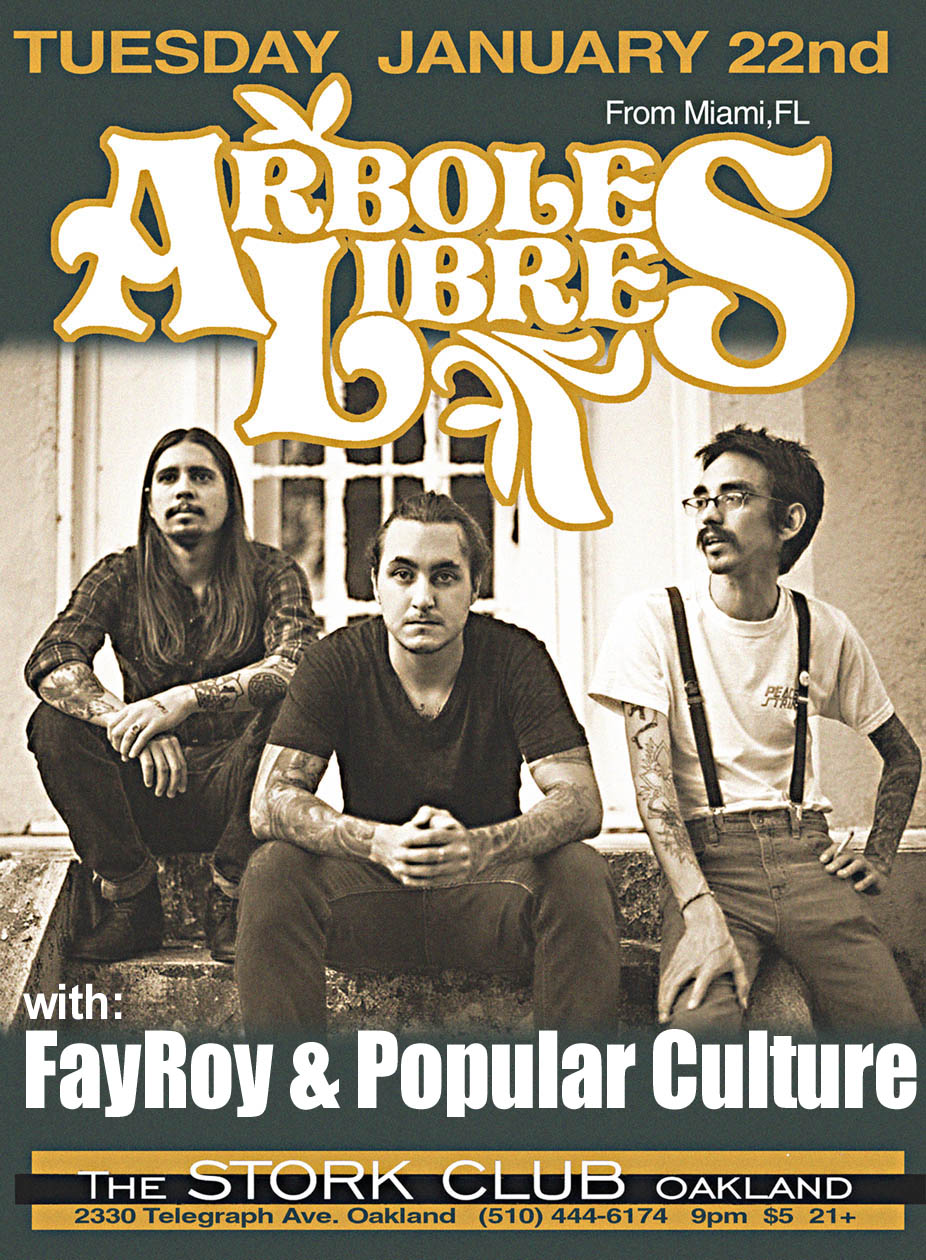 TUESDAY JANUARY 22nd
From Miami,FL
ARBOLES
LIBRES
PEACE
with:
FayRoy & Popular Culture
THE STORK CLUB OAKLAND
2330 Telegraph Ave. Oakland (510) 444-6174 9pm $5 21+